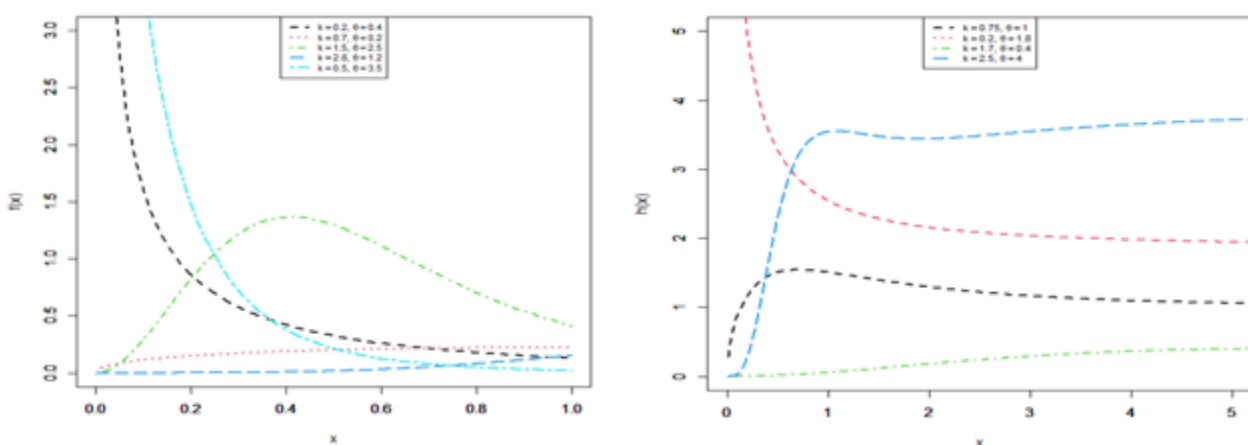 k=0.2, θ=0.4
k=0.7, θ=0.2
k=1.5, θ=2.5
k=2.8, θ=1.2
k=0.5, θ=3.5
f(x)
3.0
2.5
2.0
1.5
1.0
0.5
0.0
0.0 0.2 0.4 0.6 0.8 1.0
x
k=0.75, θ=1
k=0.2, θ=1.8
k=1.7, θ=0.4
k=2.5, θ=4
h(x)
5
4
3
2
1
0
0 1 2 3 4 5
x